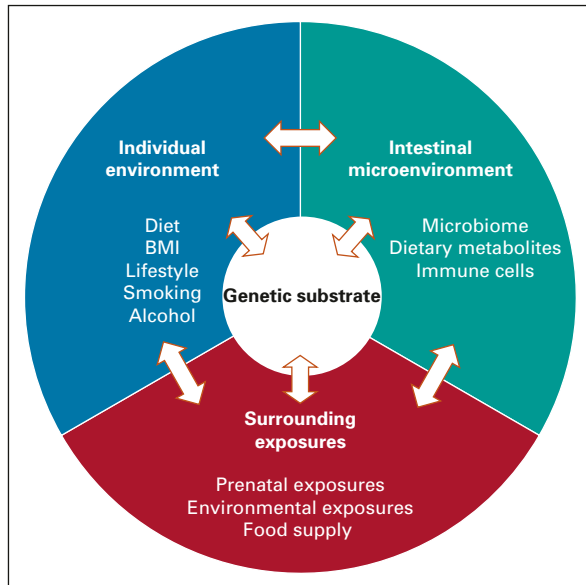 Individual
environment
Diet
BMI
Lifestyle
Smoking
Alcohol
Intestinal
microenvironment
Microbiome
Dietary metabolites
Immune cells
Genetic substrate
Surrounding
exposures
Prenatal exposures
Environmental exposures
Food supply